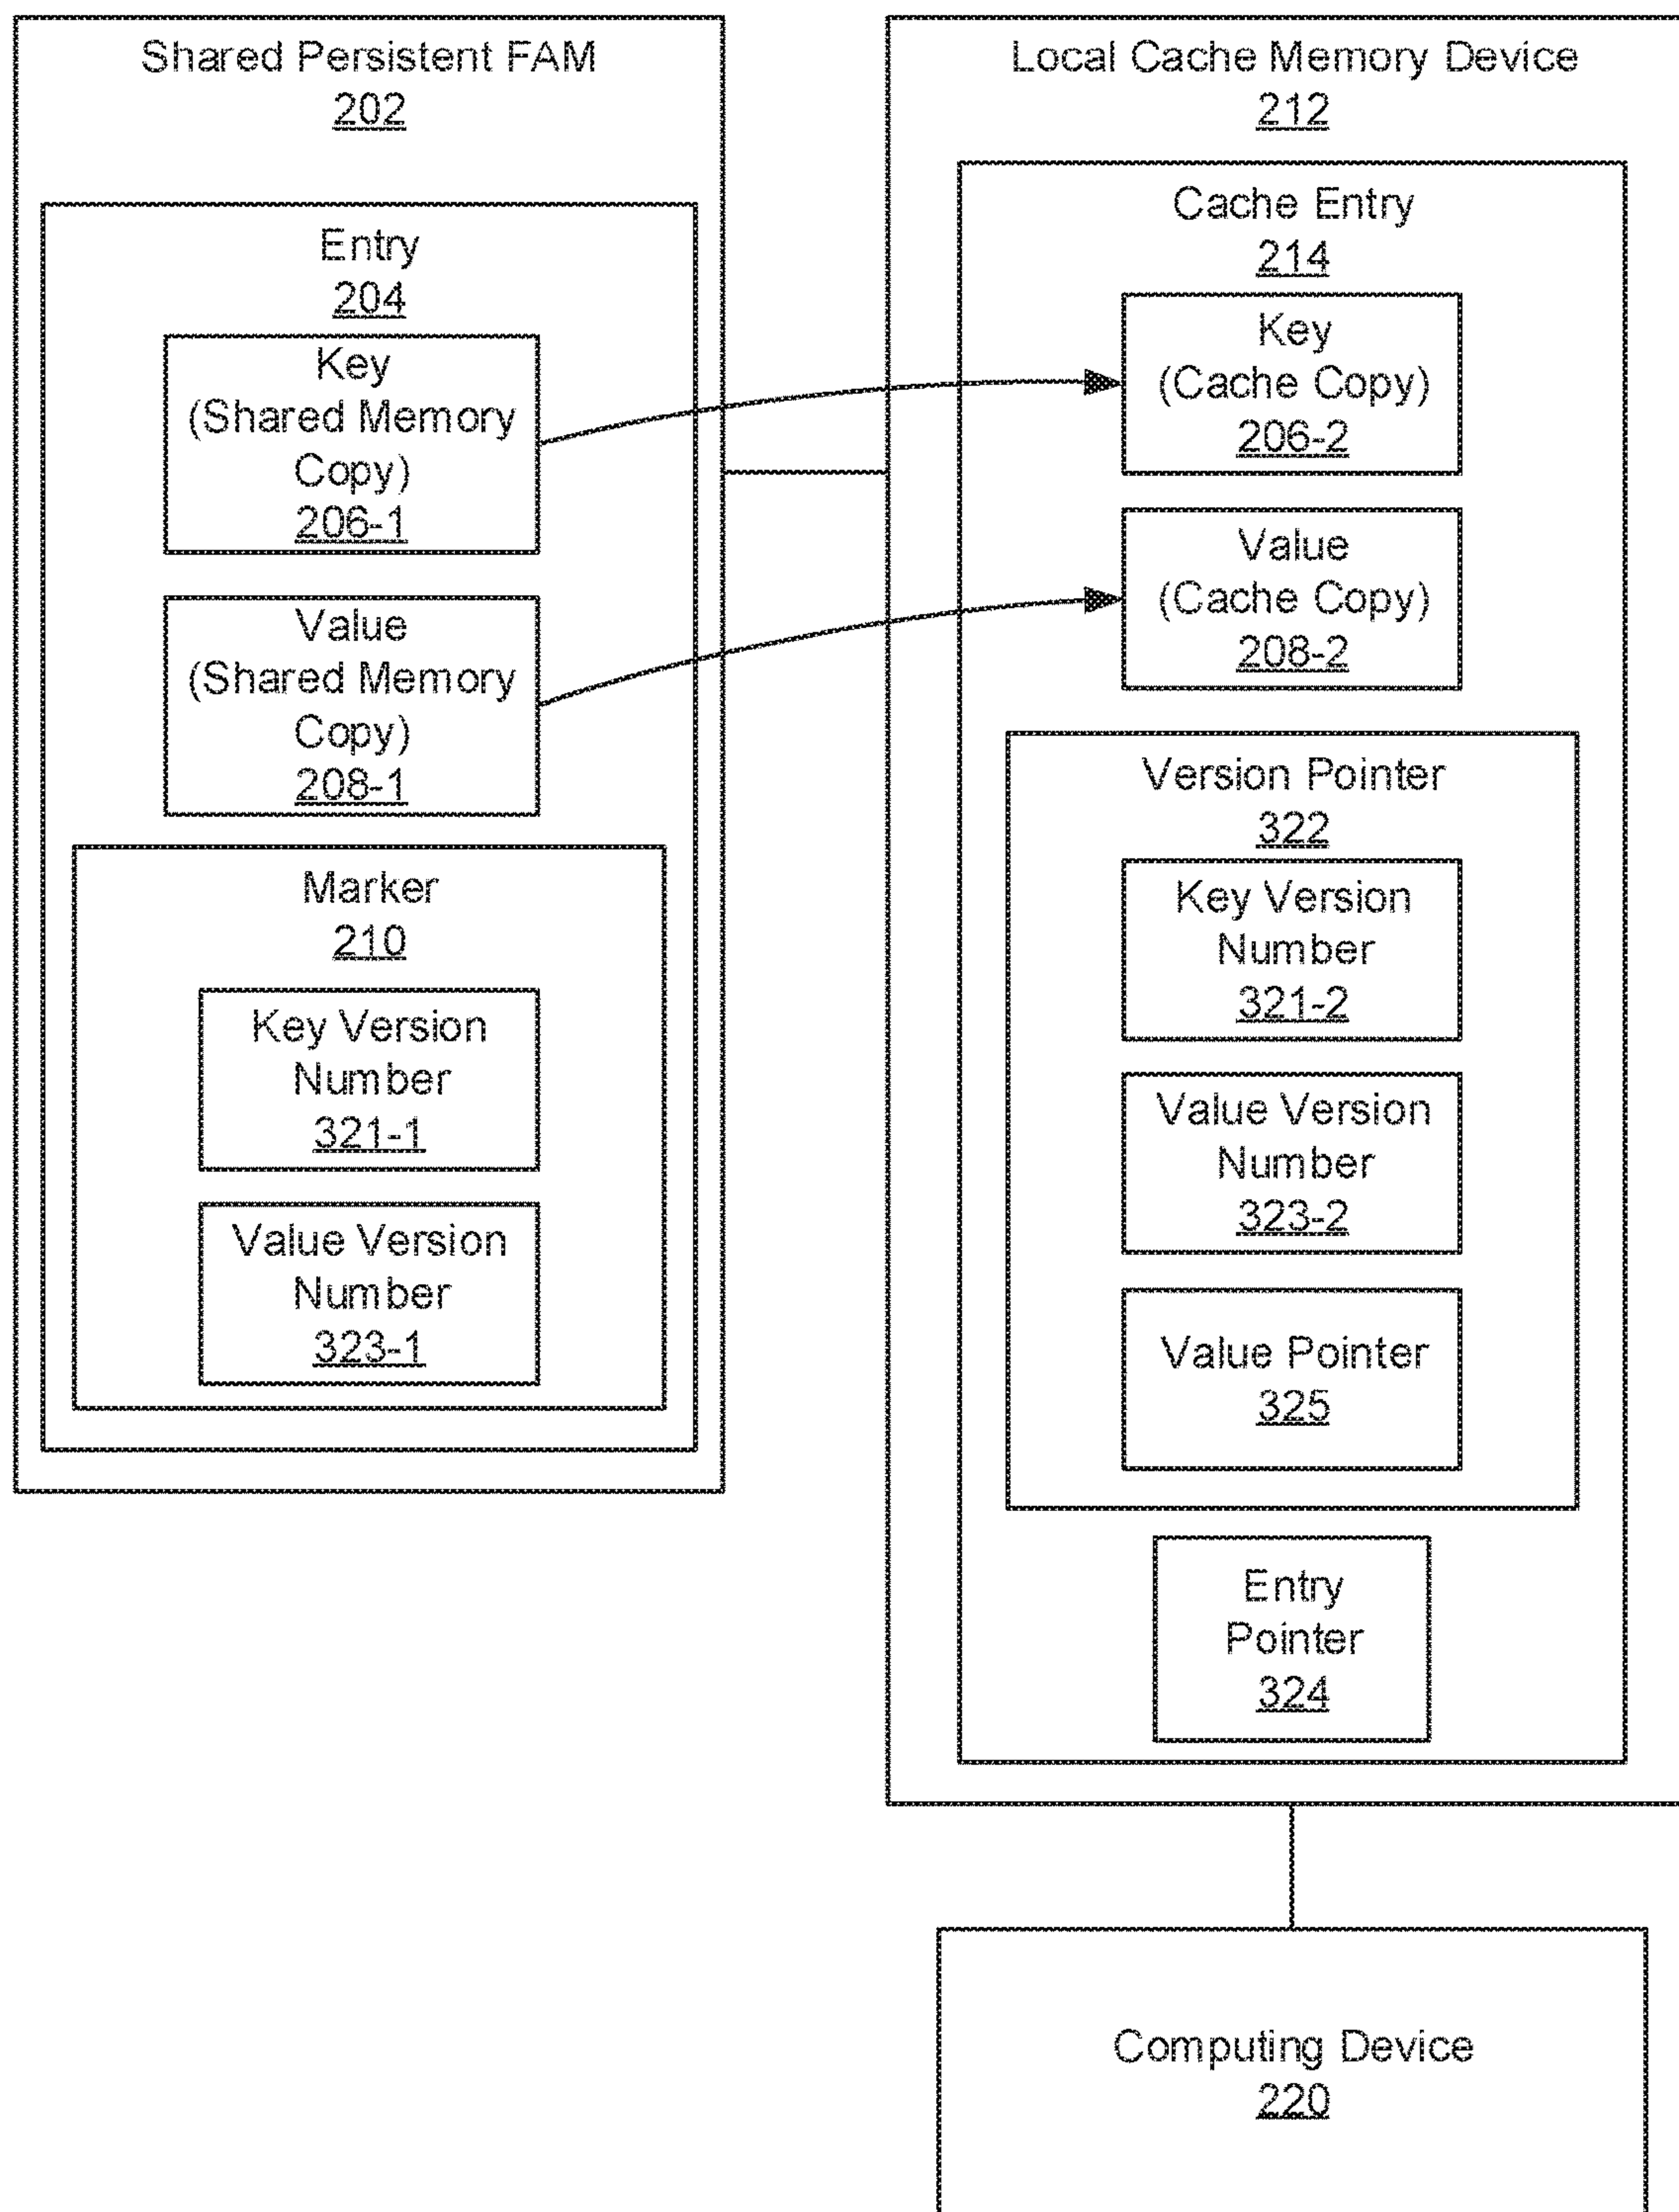 Shared Persistent FAM
202
Entry
204
Key
(Shared Memory
Copy)
206-1
Value
(Shared Memory
Copy)
208-1
Marker
210
Key Version
Number
321-1
Value Version
Number
323-1
Local Cache Memory Device
212
Cache Entry
214
Key
(Cache Copy)
206-2
Value
(Cache Copy)
208-2
Version Pointer
322
Key Version
Number
321-2
Value Version
Number
323-2
Value Pointer
325
Entry
Pointer
324
Computing Device
220